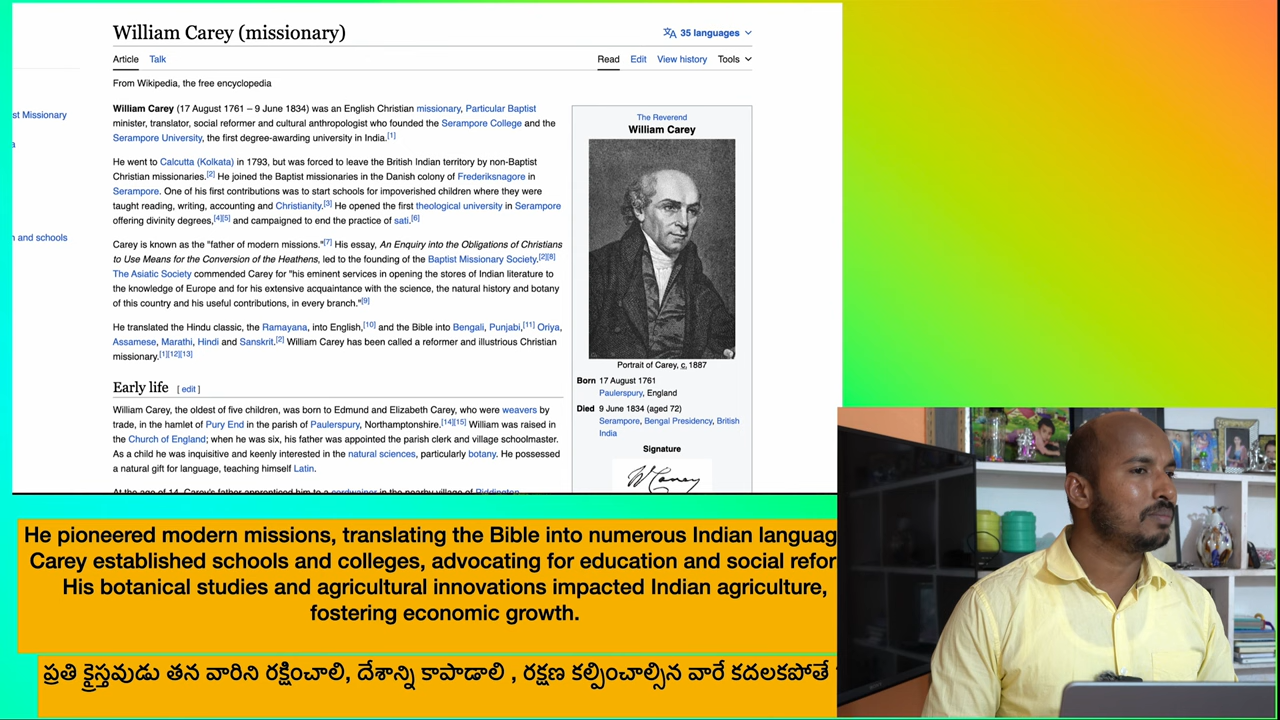 William Carey (missionary)
35 languages
Article Talk
Read Edit View history Tools
From Wikipedia, the free encyclopedia
st Missionary
a
n and schools
William Carey (17 August 1761 – 9 June 1834) was an English Christian missionary, Particular Baptist
minister, translator, social reformer and cultural anthropologist who founded the Serampore College and the
Serampore University, the first degree-awarding university in India.[1]
He went to Calcutta (Kolkata) in 1793, but was forced to leave the British Indian territory by non-Baptist
Christian missionaries.[2] He joined the Baptist missionaries in the Danish colony of Frederiksnagore in
Serampore. One of his first contributions was to start schools for impoverished children where they were
taught reading, writing, accounting and Christianity.[3] He opened the first theological university in Serampore
offering divinity degrees,[4][5] and campaigned to end the practice of sati.[6]
Carey is known as the "father of modern missions."[7] His essay, An Enquiry into the Obligations of Christians
to Use Means for the Conversion of the Heathens, led to the founding of the Baptist Missionary Society.[2][8]
The Asiatic Society commended Carey for "his eminent services in opening the stores of Indian literature to
the knowledge of Europe and for his extensive acquaintance with the science, the natural history and botany
of this country and his useful contributions, in every branch."[9]
He translated the Hindu classic, the Ramayana, into English,[10] and the Bible into Bengali, Punjabi,[11] Oriya,
Assamese, Marathi, Hindi and Sanskrit.[2] William Carey has been called a reformer and illustrious Christian
missionary.[1][12][13]
Early life [ edit ]
William Carey, the oldest of five children, was born to Edmund and Elizabeth Carey, who were weavers by
trade, in the hamlet of Pury End in the parish of Paulerspury, Northamptonshire.[14][15] William was raised in
the Church of England; when he was six, his father was appointed the parish clerk and village schoolmaster.
As a child he was inquisitive and keenly interested in the natural sciences, particularly botany. He possessed
a natural gift for language, teaching himself Latin.
At the age of 14, Carey's father apprenticed him to a cordwainer in the nearby village of Piddington,
The Reverend
William Carey
Portrait of Carey, c. 1887
Born 17 August 1761
Paulerspury, England
Died 9 June 1834 (aged 72)
Serampore, Bengal Presidency, British
India
Signature
W Carey
He pioneered modern missions, translating the Bible into numerous Indian languag
Carey established schools and colleges, advocating for education and social refor
His botanical studies and agricultural innovations impacted Indian agriculture,
fostering economic growth.
ప్రతి క్రైస్తవుడు తన వారిని రక్షించాలి, దేశాన్ని కాపాడాలి , రక్షణ కల్పించాల్సిన వారే కదలకపోతే